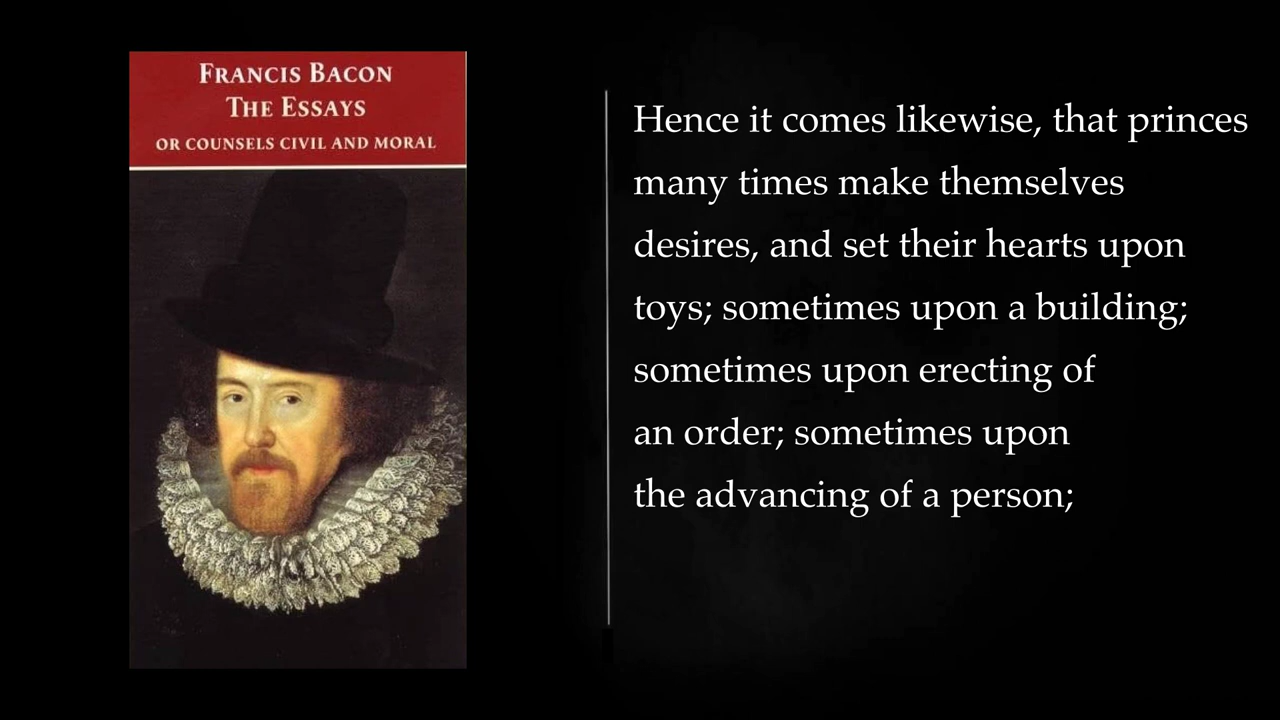 FRANCIS BACON
THE ESSAYS
OR COUNSELS CIVIL AND MORAL
Hence it comes likewise, that princes
many times make themselves
desires, and set their hearts upon
toys; sometimes upon a building;
sometimes upon erecting of
an order; sometimes upon
the advancing of a person;